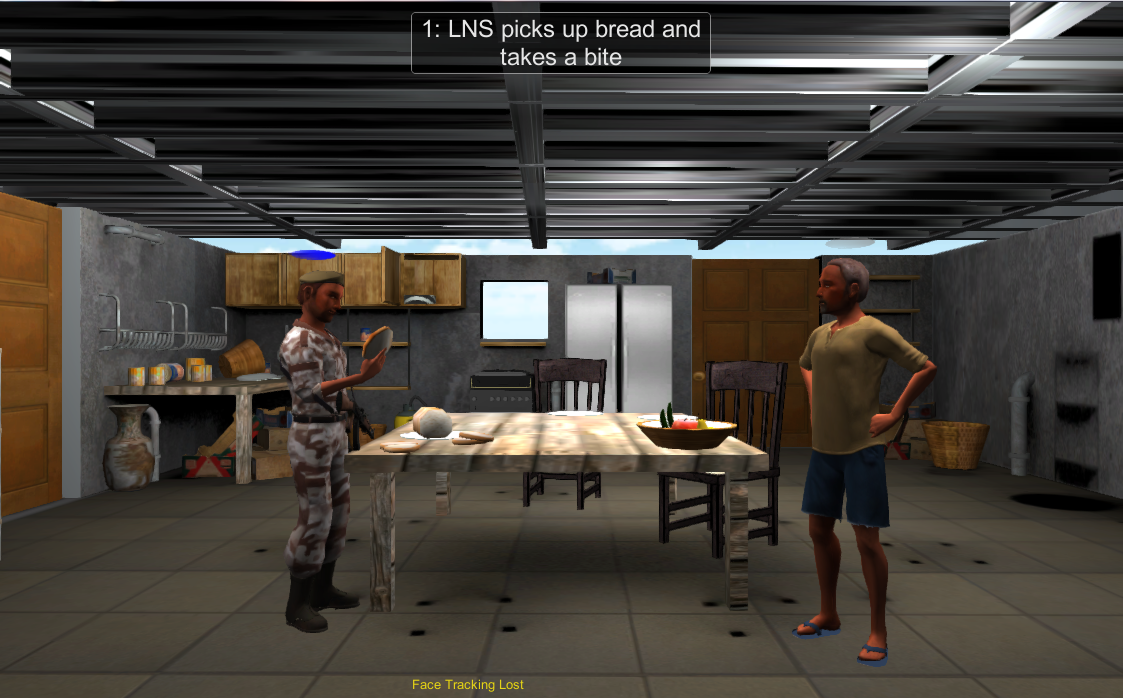 1: LNS picks up bread and
takes a bite
Face Tracking Lost